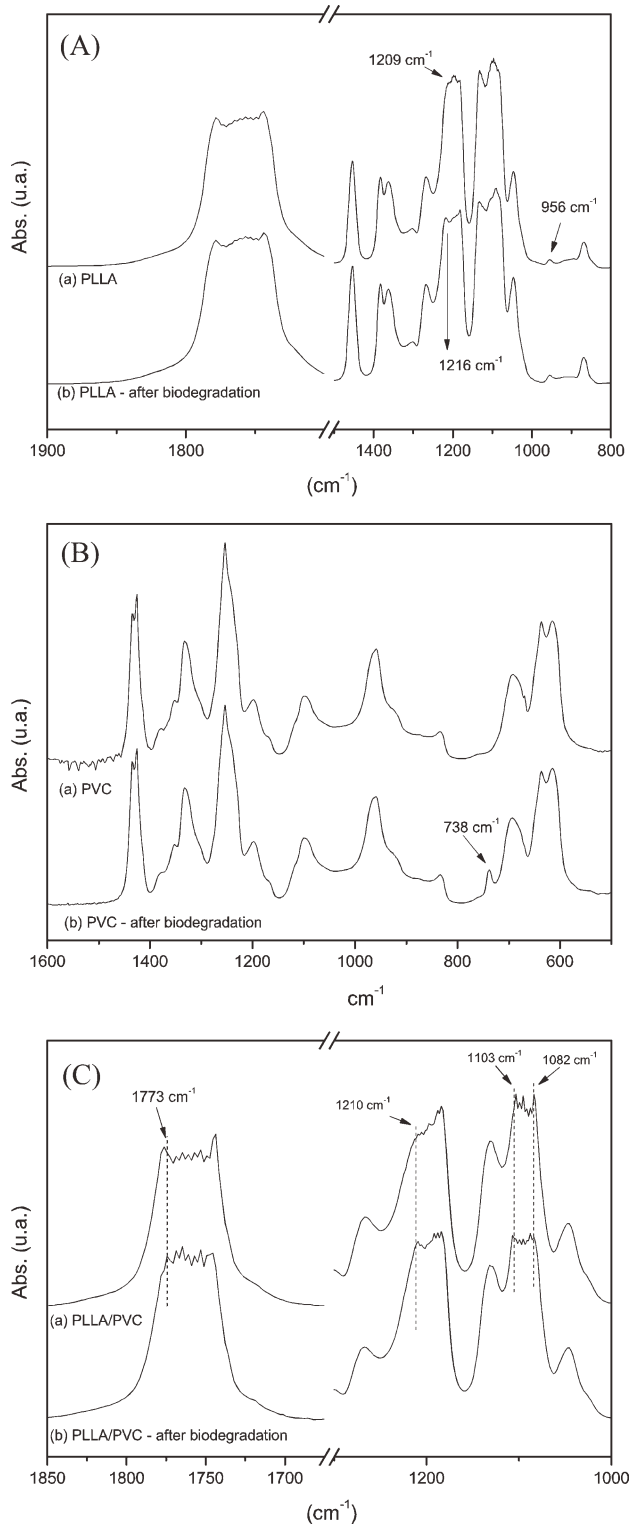 (A)
1209 cm-1
956 cm-1
1216 cm-1
Abs. (u.a.)
(a) PLLA
(b) PLLA - after biodegradation
1900 1800 1400 1200 1000 800
(cm-1)
(B)
Abs. (u.a.)
(a) PVC
738 cm-1
(b) PVC - after biodegradation
1600 1400 1200 1000 800 600
cm-1
(C)
1773 cm-1
1210 cm-1
1103 cm-1
1082 cm-1
Abs. (u.a.)
(a) PLLA/PVC
(b) PLLA/PVC - after biodegradation
1850 1800 1750 1700 1200 1000
(cm-1)